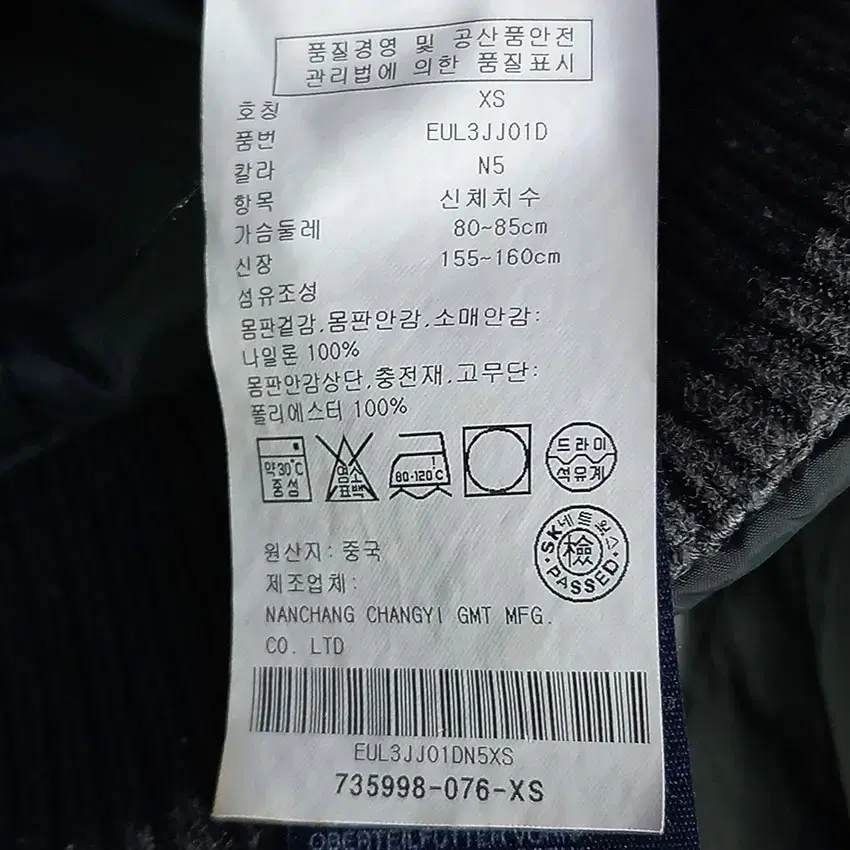 품질경영 및 공산품안전
관리법에 의한 품질표시
호칭 XS
품번 EUL3JJ01D
칼라 N5
항목 신체치수
가슴둘레 80~85cm
신장 155~160cm
섬유조성
몸판겉감,몸판안감,소매안감:
나일론 100%
몸판안감상단,충전재,고무단:
폴리에스터 100%
약30℃
중성
염소
표백
80-120℃
드라이
석유계
SK네트웍스
檢
PASSED
원산지: 중국
제조업체:
NANCHANG CHANGYI GMT MFG.
CO. LTD
EUL3JJ01DN5XS
735998-076-XS